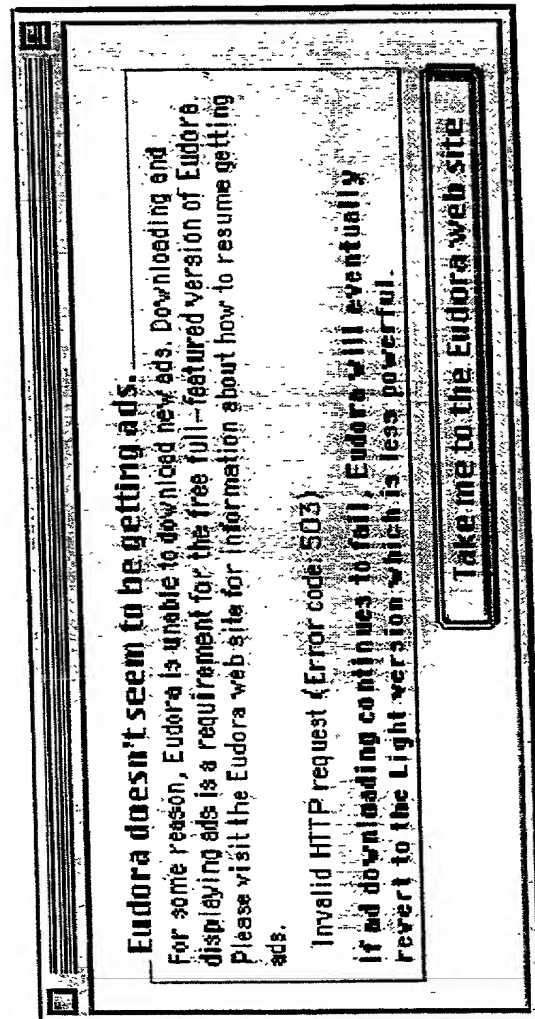 Eudora doesn't seem to be getting ads.
For some reason, Eudora is unable to download new ads. Downloading and
displaying ads is a requirement for the free full-featured version of Eudora.
Please visit the Eudora web site for information about how to resume getting
ads.
Invalid HTTP request (Error code 503)
If ad downloading continues to fail, Eudora will eventually
revert to the Light version which is less powerful.
Take me to the Eudora web site